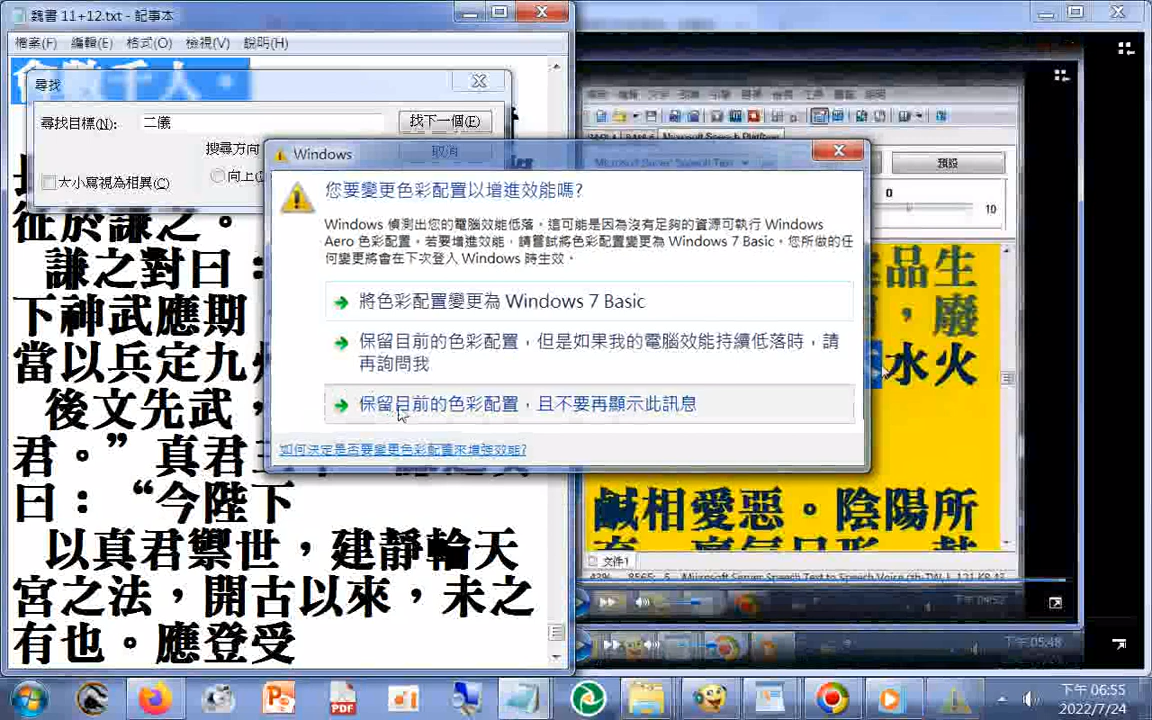 魏書 11+12.txt - 記事本
檔案(F) 編輯(E) 格式(O) 檢視(V) 說明(H)
尋找
尋找目標(N): 二儀
找下一個(E)
搜尋方向
取消
大小寫視為相異(C)
向上(
征於謙之。
謙之對曰：
下神武應期
當以兵定九
後文先武，
君。”真君
曰：“今陛下
以真君禦世，建靜輪天
宮之法，開古以來，未之
有也。應登受
Windows
您要變更色彩配置以增進效能嗎?
Windows 偵測出您的電腦效能低落，這可能是因為沒有足夠的資源可執行 Windows
Aero 色彩配置。若要增進效能，請嘗試將色彩配置變更為 Windows 7 Basic。您所做的任
何變更將會在下次登入 Windows 時生效。
將色彩配置變更為 Windows 7 Basic
保留目前的色彩配置，但是如果我的電腦效能持續低落時，請
再詢問我
保留目前的色彩配置，且不要再顯示此訊息
如何決定是否要變更色彩配置來增強效能?
預設
0
10
品生
，廢
水火
鹹相愛惡。陰陽所
文件1
下午 04:52
下午 05:48
下午 06:55
2022/7/24